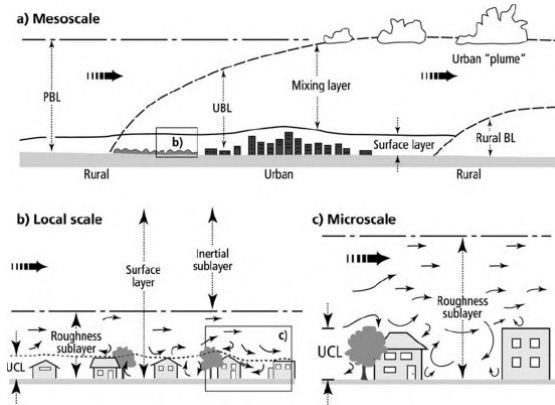 a) Mesoscale
Urban "plume"
PBL
UBL
Mixing layer
b)
Surface layer
Rural BL
Rural
Urban
Rural
b) Local scale
Inertial
sublayer
Surface
layer
Roughness
sublayer
UCL
c)
c) Microscale
Roughness
sublayer
UCL